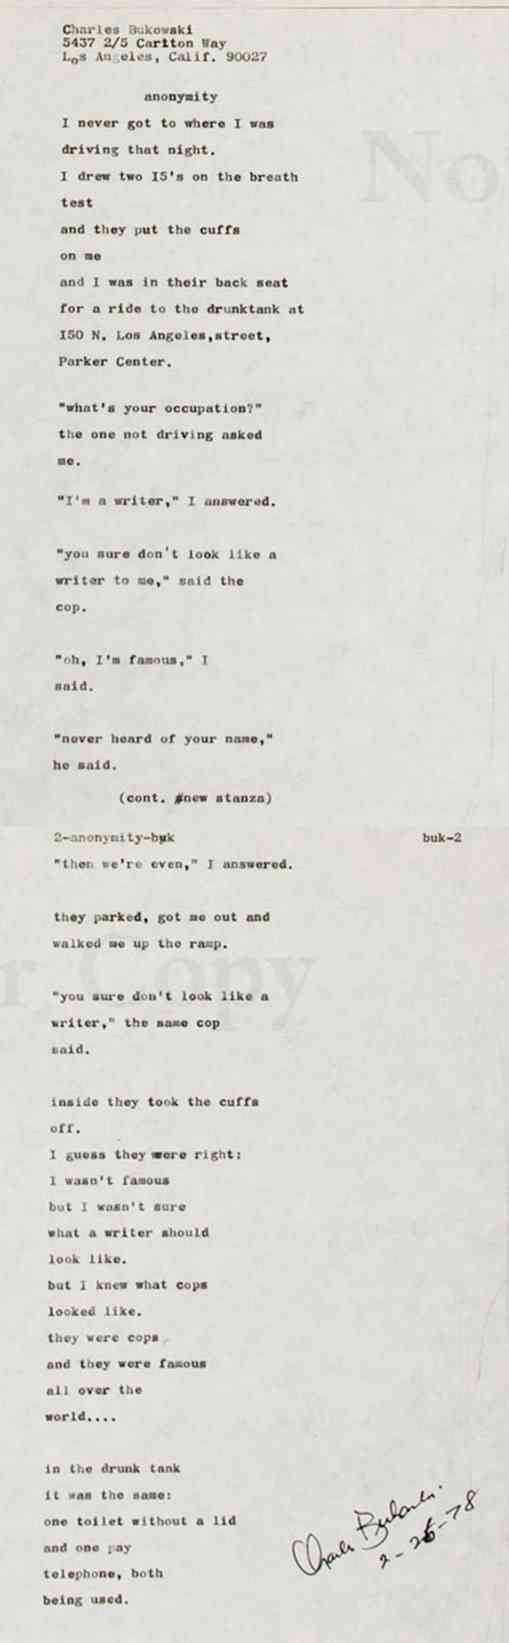 Charles Bukowski
5437 2/5 Carlton Way
Los Angeles, Calif. 90027
anonymity
I never got to where I was
driving that night.
I drew two I5's on the breath
test
and they put the cuffs
on me
and I was in their back seat
for a ride to the drunktank at
I50 N. Los Angeles,street,
Parker Center.
"what's your occupation?"
the one not driving asked
me.
"I'm a writer," I answered.
"you sure don't look like a
writer to me," said the
cop.
"oh, I'm famous," I
said.
"never heard of your name,"
he said.
(cont. new stanza)
2-anonymity-buk buk-2
"then we're even," I answered.
they parked, got me out and
walked me up the ramp.
"you sure don't look like a
writer," the same cop
said.
inside they took the cuffs
off.
I guess they were right:
I wasn't famous
but I wasn't sure
what a writer should
look like.
but I knew what cops
looked like.
they were cops
and they were famous
all over the
world....
in the drunk tank
it was the same:
one toilet without a lid
and one pay
telephone, both
being used.
Charles Bukowski
2-26-78
No
r Copy